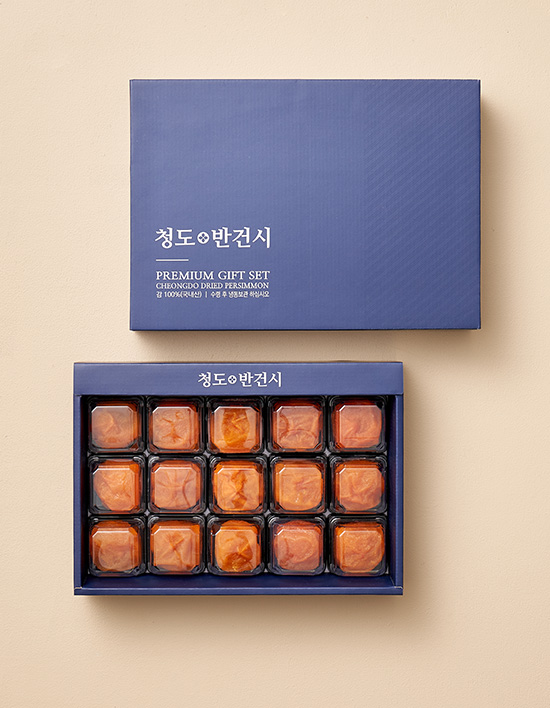 청도 반건시
PREMIUM GIFT SET
CHEONGDO DRIED PERSIMMON
감 100%(국내산) | 수령 후 냉동보관 하십시오
청도 반건시